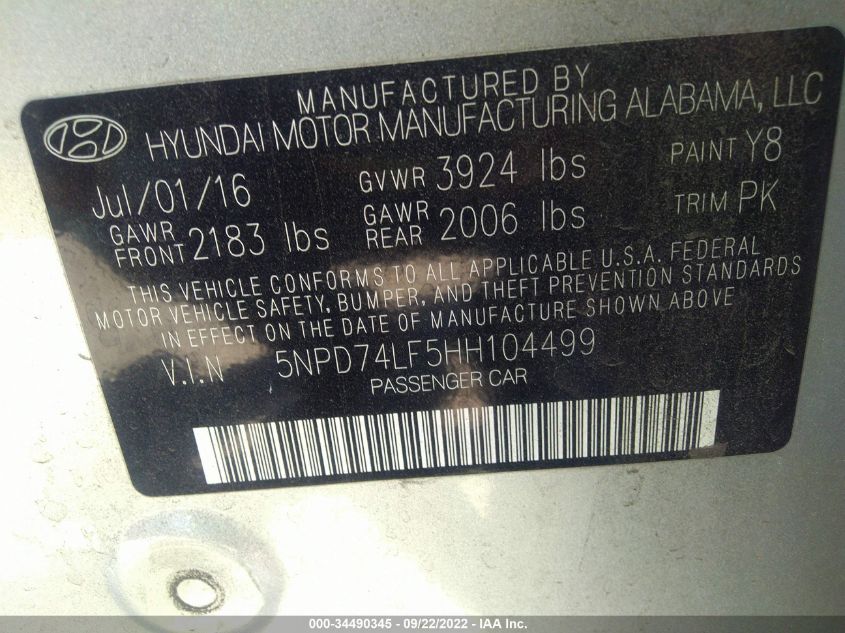 MANUFACTURED BY
HYUNDAI MOTOR MANUFACTURING ALABAMA, LLC
Jul/01/16 GVWR 3924 lbs PAINT Y8
GAWR FRONT 2183 lbs GAWR REAR 2006 lbs TRIM PK
THIS VEHICLE CONFORMS TO ALL APPLICABLE U.S.A. FEDERAL
MOTOR VEHICLE SAFETY, BUMPER, AND THEFT PREVENTION STANDARDS
IN EFFECT ON THE DATE OF MANUFACTURE SHOWN ABOVE
V.I.N 5NPD74LF5HH104499
PASSENGER CAR
000-34490345 - 09/22/2022 - IAA Inc.